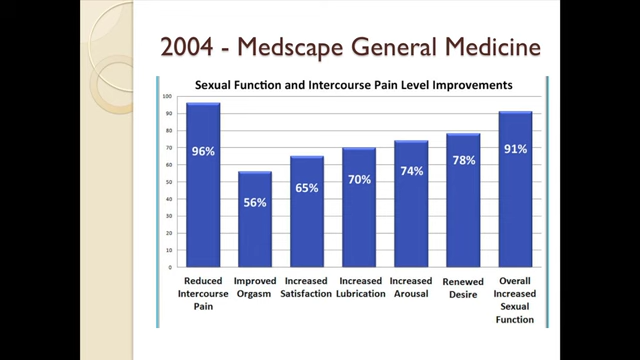 2004 - Medscape General Medicine
Sexual Function and Intercourse Pain Level Improvements
100
90
80
70
60
50
40
30
20
10
0
96%
56%
65%
70%
74%
78%
91%
Reduced
Intercourse
Pain
Improved
Orgasm
Increased
Satisfaction
Increased
Lubrication
Increased
Arousal
Renewed
Desire
Overall
Increased
Sexual
Function